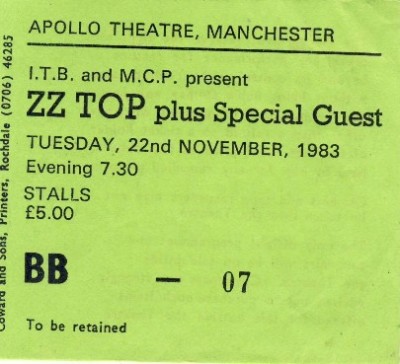 APOLLO THEATRE, MANCHESTER
I.T.B. and M.C.P. present
ZZ TOP plus Special Guest
TUESDAY, 22nd NOVEMBER, 1983
Evening 7.30
STALLS
£5.00
BB — 07
To be retained
Coward and Sons, Printers, Rochdale (0706) 46285